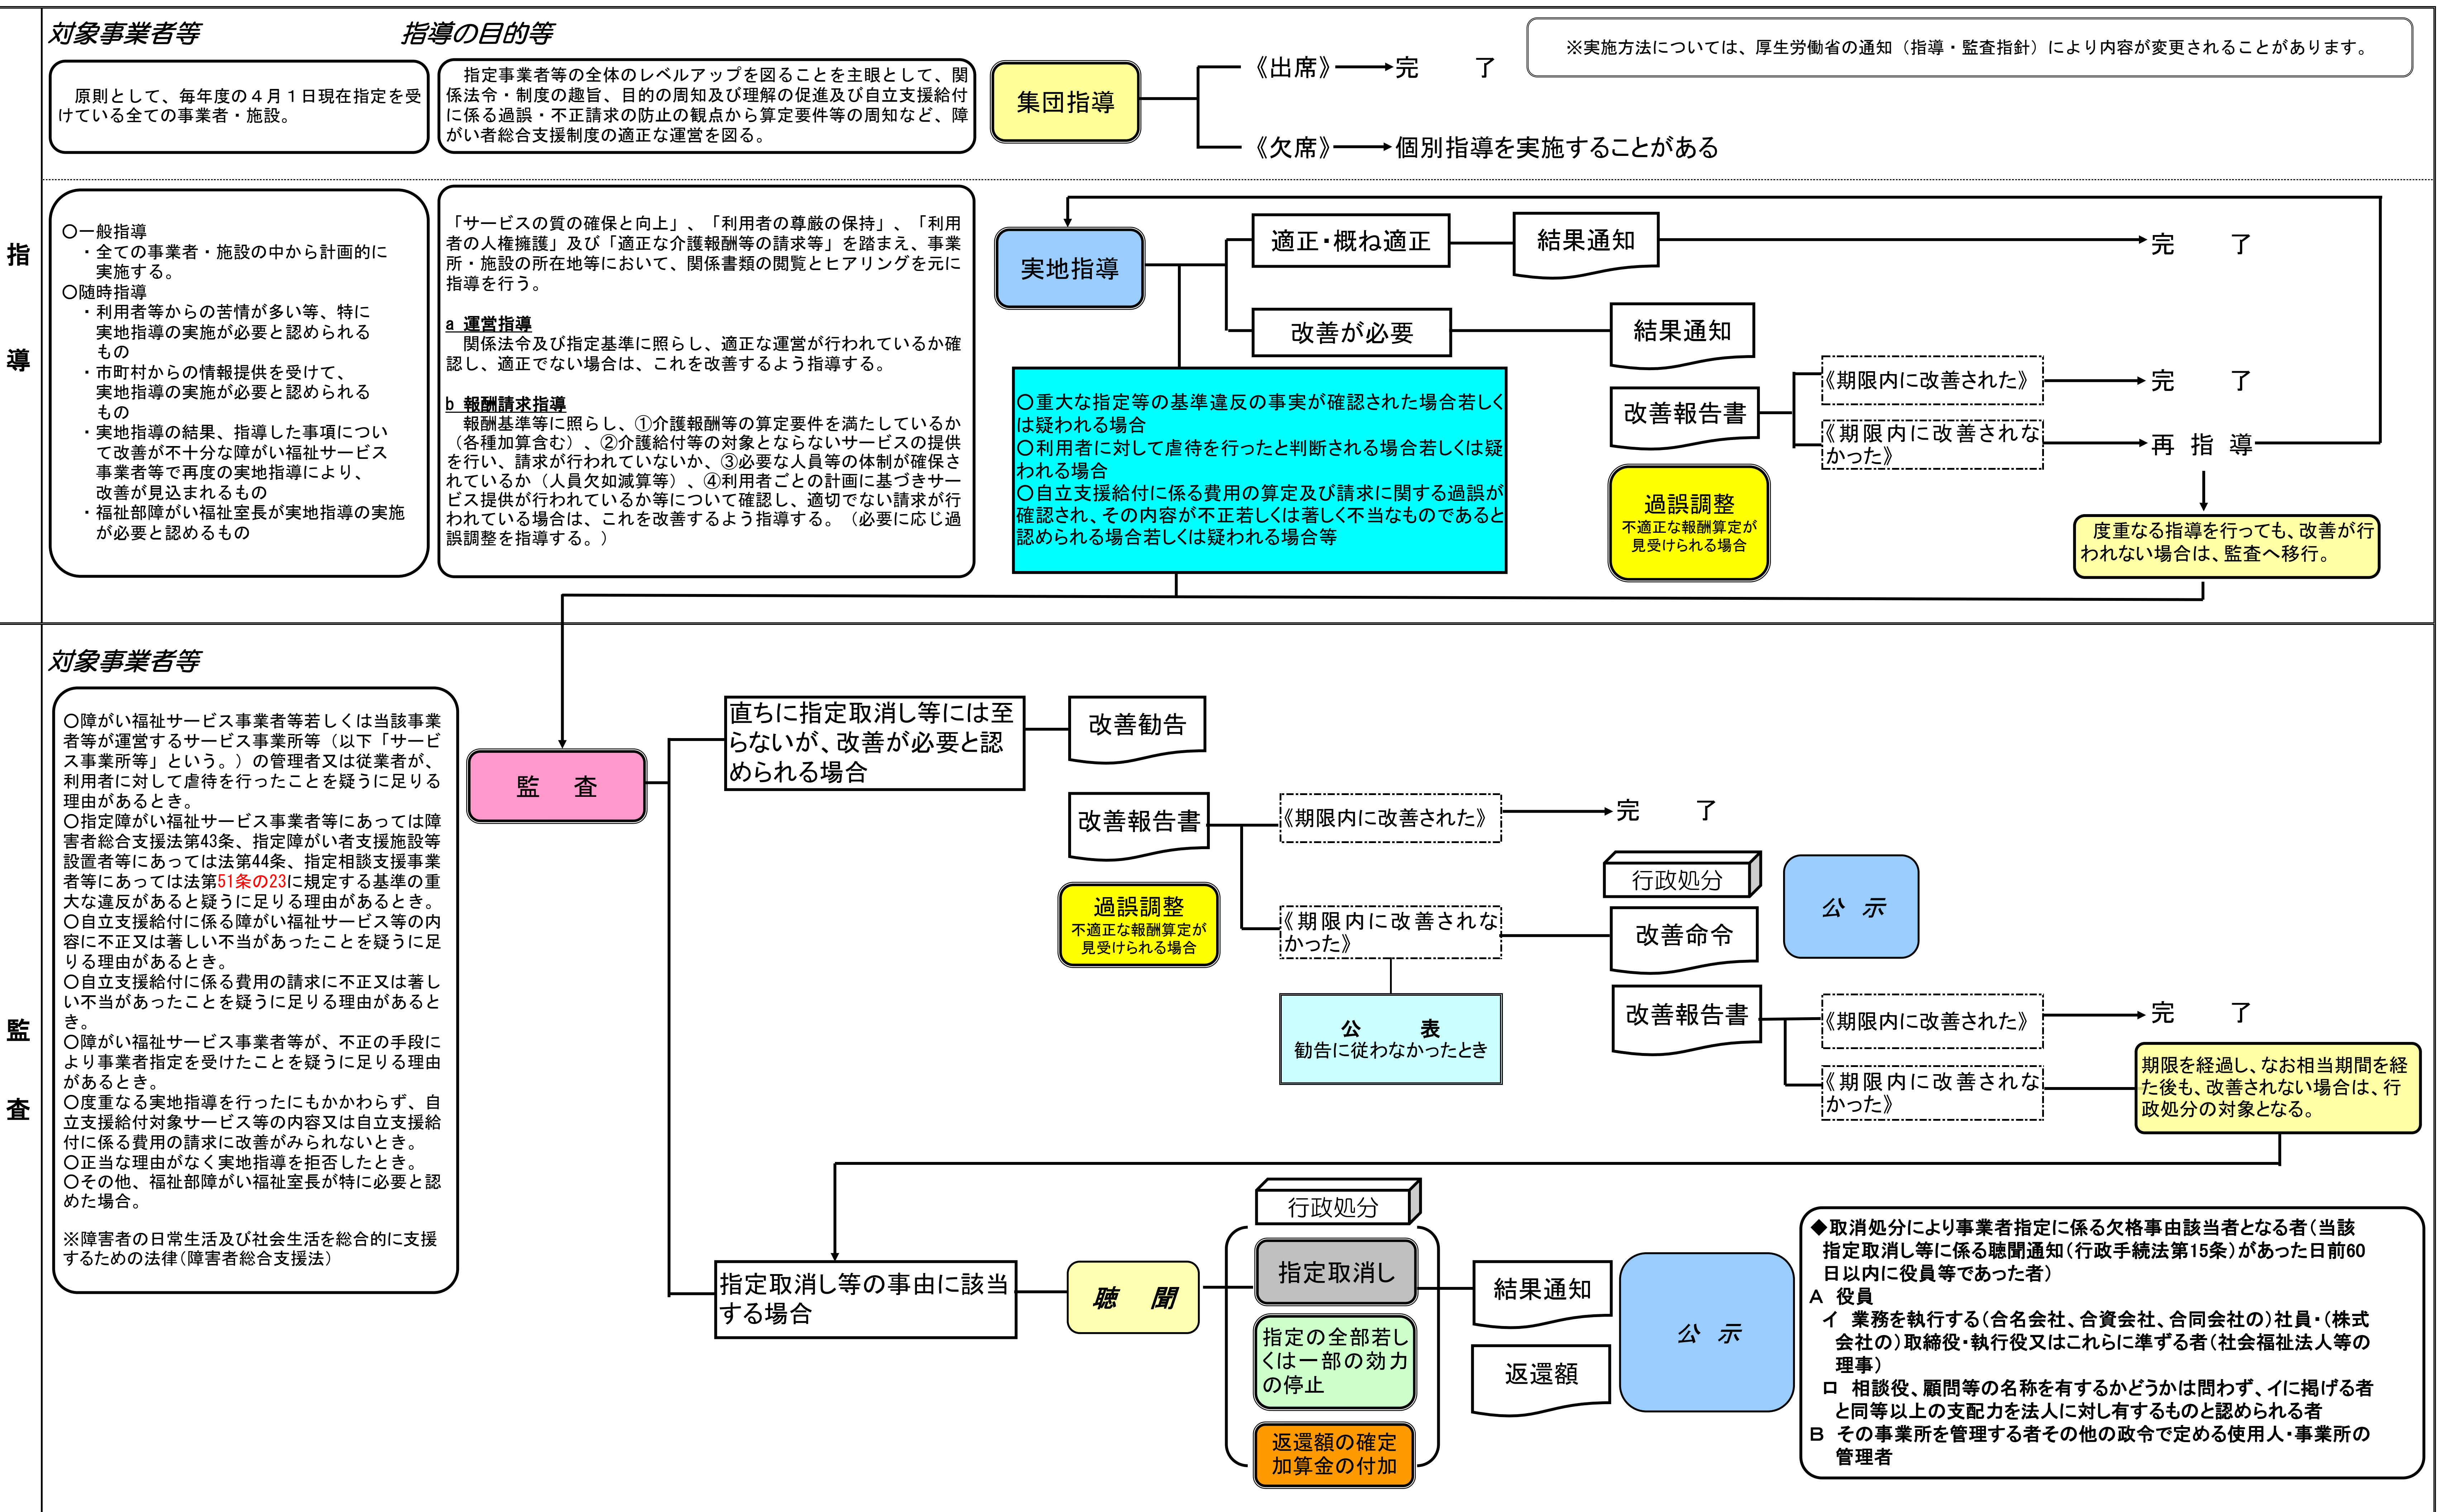 対象事業者等
指導の目的等
※実施方法については、厚生労働省の通知（指導・監査指針）により内容が変更されることがあります。
原則として、毎年度の４月１日現在指定を受
けている全ての事業者・施設。
指定事業者等の全体のレベルアップを図ることを主眼として、関
係法令・制度の趣旨、目的の周知及び理解の促進及び自立支援給付
に係る過誤・不正請求の防止の観点から算定要件等の周知など、障
がい者総合支援制度の適正な運営を図る。
集団指導
《出席》
完　　了
《欠席》
個別指導を実施することがある
指
導
〇一般指導
・全ての事業者・施設の中から計画的に
実施する。
〇随時指導
・利用者等からの苦情が多い等、特に
実地指導の実施が必要と認められる
もの
・市町村からの情報提供を受けて、
実地指導の実施が必要と認められる
もの
・実地指導の結果、指導した事項につい
て改善が不十分な障がい福祉サービス
事業者等で再度の実地指導により、
改善が見込まれるもの
・福祉部障がい福祉室長が実地指導の実施
が必要と認めるもの
「サービスの質の確保と向上」、「利用者の尊厳の保持」、「利用
者の人権擁護」及び「適正な介護報酬等の請求等」を踏まえ、事業
所・施設の所在地等において、関係書類の閲覧とヒアリングを元に
指導を行う。
a 運営指導
関係法令及び指定基準に照らし、適正な運営が行われているか確
認し、適正でない場合は、これを改善するよう指導する。
b 報酬請求指導
報酬基準等に照らし、①介護報酬等の算定要件を満たしているか
（各種加算含む）、②介護給付等の対象とならないサービスの提供
を行い、請求が行われていないか、③必要な人員等の体制が確保さ
れているか（人員欠如減算等）、④利用者ごとの計画に基づきサー
ビス提供が行われているか等について確認し、適切でない請求が行
われている場合は、これを改善するよう指導する。（必要に応じ過
誤調整を指導する。）
実地指導
適正・概ね適正
結果通知
完　　了
改善が必要
結果通知
〇重大な指定等の基準違反の事実が確認された場合若しく
は疑われる場合
〇利用者に対して虐待を行ったと判断される場合若しくは疑
われる場合
〇自立支援給付に係る費用の算定及び請求に関する過誤が
確認され、その内容が不正若しくは著しく不当なものであると
認められる場合若しくは疑われる場合等
改善報告書
《期限内に改善された》
完　　了
《期限内に改善されな
かった》
再 指 導
過誤調整
不適正な報酬算定が
見受けられる場合
度重なる指導を行っても、改善が行
われない場合は、監査へ移行。
監
査
対象事業者等
〇障がい福祉サービス事業者等若しくは当該事業
者等が運営するサービス事業所等（以下「サービ
ス事業所等」という。）の管理者又は従業者が、
利用者に対して虐待を行ったことを疑うに足りる
理由があるとき。
〇指定障がい福祉サービス事業者等にあっては障
害者総合支援法第43条、指定障がい者支援施設等
設置者等にあっては法第44条、指定相談支援事業
者等にあっては法第51条の23に規定する基準の重
大な違反があると疑うに足りる理由があるとき。
〇自立支援給付に係る障がい福祉サービス等の内
容に不正又は著しい不当があったことを疑うに足
りる理由があるとき。
〇自立支援給付に係る費用の請求に不正又は著し
い不当があったことを疑うに足りる理由があると
き。
〇障がい福祉サービス事業者等が、不正の手段に
より事業者指定を受けたことを疑うに足りる理由
があるとき。
〇度重なる実地指導を行ったにもかかわらず、自
立支援給付対象サービス等の内容又は自立支援給
付に係る費用の請求に改善がみられないとき。
〇正当な理由がなく実地指導を拒否したとき。
〇その他、福祉部障がい福祉室長が特に必要と認
めた場合。
※障害者の日常生活及び社会生活を総合的に支援
するための法律（障害者総合支援法）
監　査
直ちに指定取消し等には至
らないが、改善が必要と認
められる場合
改善勧告
改善報告書
《期限内に改善された》
完　　了
過誤調整
不適正な報酬算定が
見受けられる場合
《期限内に改善されな
かった》
行政処分
改善命令
公 示
公　　表
勧告に従わなかったとき
改善報告書
《期限内に改善された》
完　　了
《期限内に改善されな
かった》
期限を経過し、なお相当期間を経
た後も、改善されない場合は、行
政処分の対象となる。
指定取消し等の事由に該当
する場合
聴　聞
行政処分
指定取消し
指定の全部若し
くは一部の効力
の停止
返還額の確定
加算金の付加
結果通知
返還額
公 示
◆取消処分により事業者指定に係る欠格事由該当者となる者（当該
指定取消し等に係る聴聞通知（行政手続法第15条）があった日前60
日以内に役員等であった者）
Ａ 役員
イ 業務を執行する（合名会社、合資会社、合同会社の）社員・（株式
会社の）取締役・執行役又はこれらに準ずる者（社会福祉法人等の
理事）
ロ 相談役、顧問等の名称を有するかどうかは問わず、イに掲げる者
と同等以上の支配力を法人に対し有するものと認められる者
Ｂ その事業所を管理する者その他の政令で定める使用人・事業所の
管理者